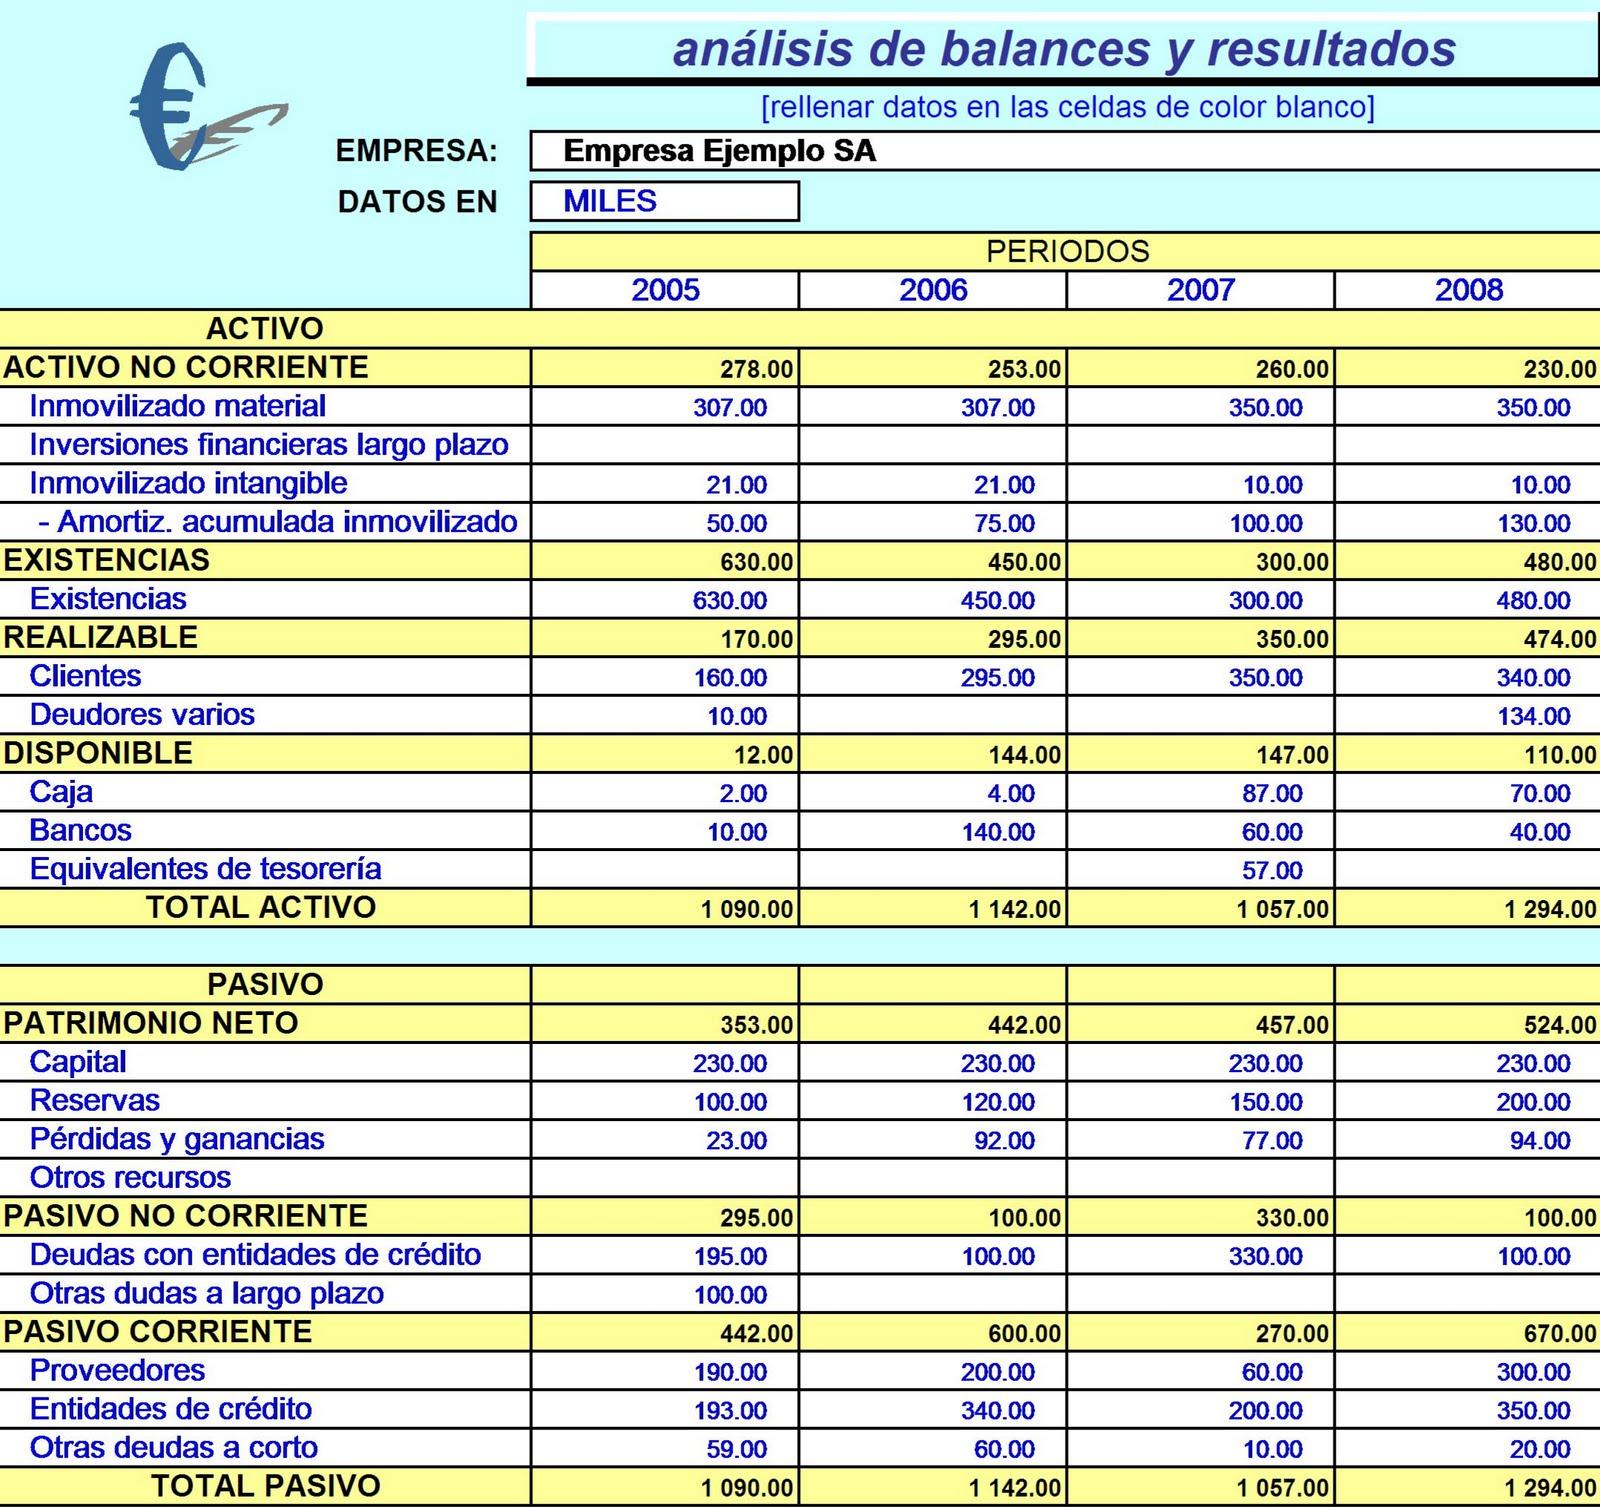 análisis de balances y resultados
[rellenar datos en las celdas de color blanco]
EMPRESA: Empresa Ejemplo SA
DATOS EN MILES
PERIODOS
2005 2006 2007 2008
ACTIVO
ACTIVO NO CORRIENTE 278.00 253.00 260.00 230.00
Inmovilizado material 307.00 307.00 350.00 350.00
Inversiones financieras largo plazo
Inmovilizado intangible 21.00 21.00 10.00 10.00
- Amortiz. acumulada inmovilizado 50.00 75.00 100.00 130.00
EXISTENCIAS 630.00 450.00 300.00 480.00
Existencias 630.00 450.00 300.00 480.00
REALIZABLE 170.00 295.00 350.00 474.00
Clientes 160.00 295.00 350.00 340.00
Deudores varios 10.00 134.00
DISPONIBLE 12.00 144.00 147.00 110.00
Caja 2.00 4.00 87.00 70.00
Bancos 10.00 140.00 60.00 40.00
Equivalentes de tesorería 57.00
TOTAL ACTIVO 1 090.00 1 142.00 1 057.00 1 294.00
PASIVO
PATRIMONIO NETO 353.00 442.00 457.00 524.00
Capital 230.00 230.00 230.00 230.00
Reservas 100.00 120.00 150.00 200.00
Pérdidas y ganancias 23.00 92.00 77.00 94.00
Otros recursos
PASIVO NO CORRIENTE 295.00 100.00 330.00 100.00
Deudas con entidades de crédito 195.00 100.00 330.00 100.00
Otras dudas a largo plazo 100.00
PASIVO CORRIENTE 442.00 600.00 270.00 670.00
Proveedores 190.00 200.00 60.00 300.00
Entidades de crédito 193.00 340.00 200.00 350.00
Otras deudas a corto 59.00 60.00 10.00 20.00
TOTAL PASIVO 1 090.00 1 142.00 1 057.00 1 294.00